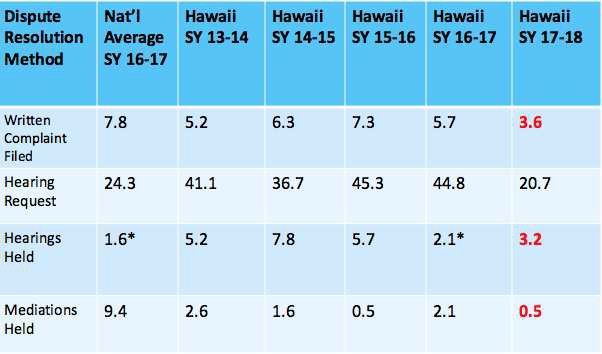 Dispute Resolution Method | Nat’l Average SY 16-17 | Hawaii SY 13-14 | Hawaii SY 14-15 | Hawaii SY 15-16 | Hawaii SY 16-17 | Hawaii SY 17-18
Written Complaint Filed | 7.8 | 5.2 | 6.3 | 7.3 | 5.7 | 3.6
Hearing Request | 24.3 | 41.1 | 36.7 | 45.3 | 44.8 | 20.7
Hearings Held | 1.6* | 5.2 | 7.8 | 5.7 | 2.1* | 3.2
Mediations Held | 9.4 | 2.6 | 1.6 | 0.5 | 2.1 | 0.5